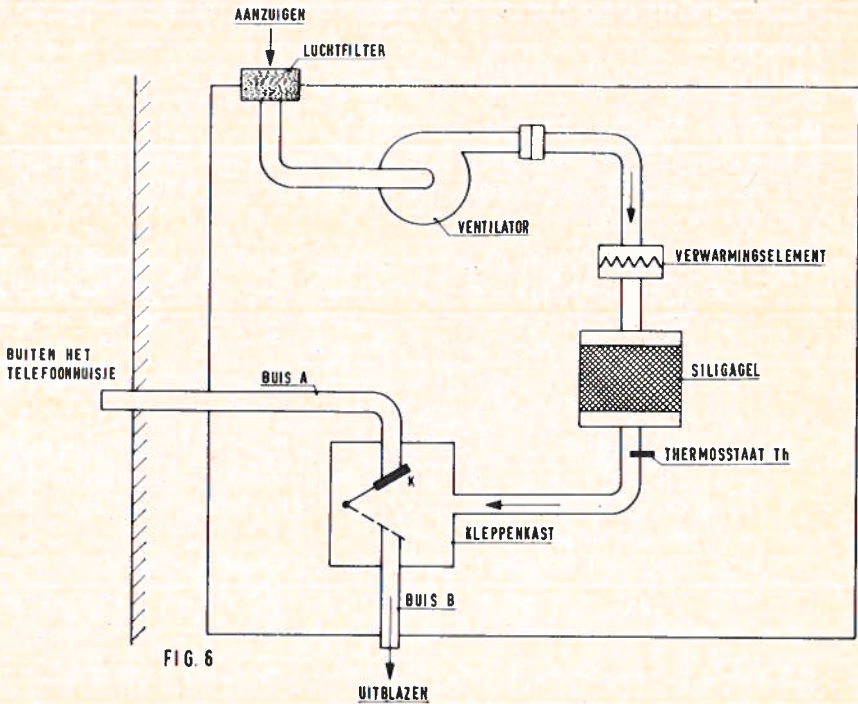 AANZUIGEN
LUCHTFILTER
VENTILATOR
VERWARMINGSELEMENT
BUITEN HET
TELEFOONHUISJE
BUIS A
SILIGAGEL
THERMOSSTAAT Th
K
KLEPPENKAST
BUIS B
FIG. 6
UITBLAZEN